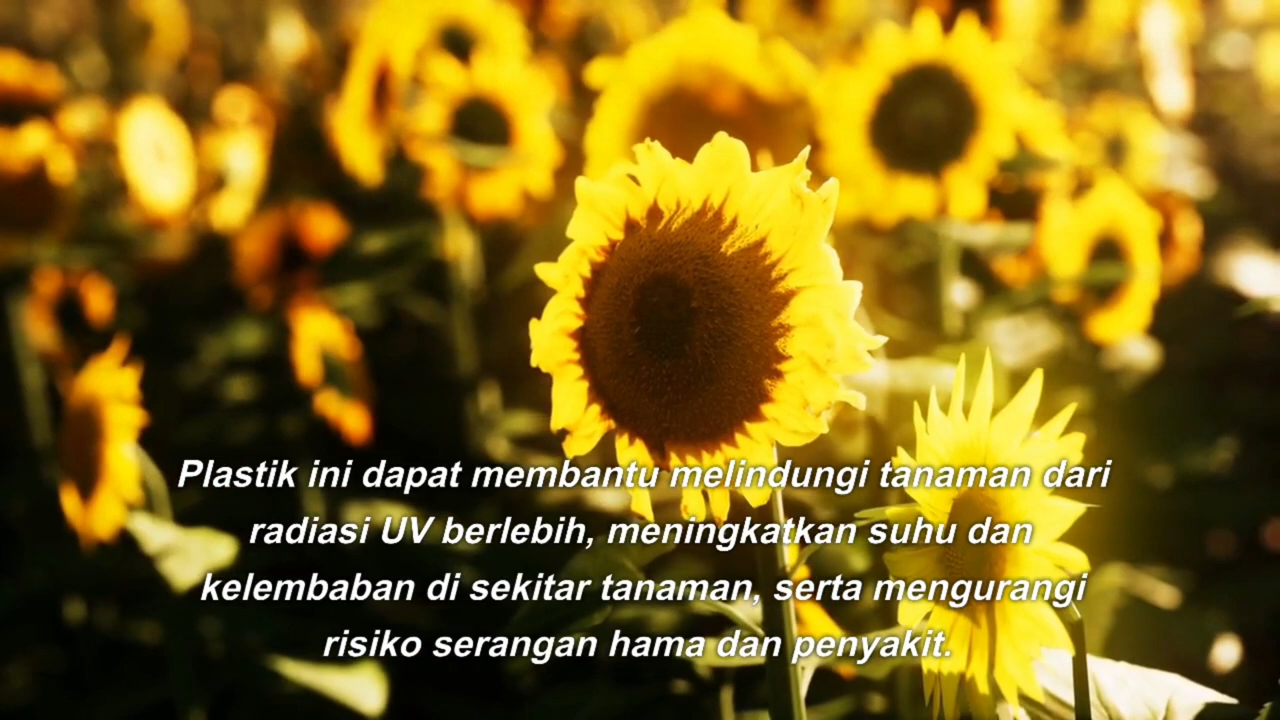 Plastik ini dapat membantu melindungi tanaman dari
radiasi UV berlebih, meningkatkan suhu dan
kelembaban di sekitar tanaman, serta mengurangi
risiko serangan hama dan penyakit.